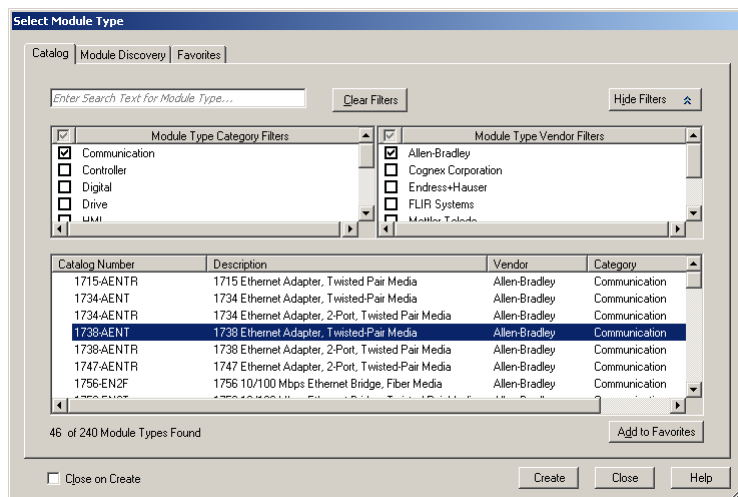 Select Module Type
Catalog Module Discovery Favorites
Enter Search Text for Module Type...
Clear Filters
Hide Filters
Module Type Category Filters
Communication
Controller
Digital
Drive
HMI
Module Type Vendor Filters
Allen-Bradley
Cognex Corporation
Endress+Hauser
FLIR Systems
Mettler Toledo
Catalog Number Description Vendor Category
1715-AENTR 1715 Ethernet Adapter, Twisted Pair Media Allen-Bradley Communication
1734-AENT 1734 Ethernet Adapter, Twisted-Pair Media Allen-Bradley Communication
1734-AENTR 1734 Ethernet Adapter, 2-Port, Twisted-Pair Media Allen-Bradley Communication
1738-AENT 1738 Ethernet Adapter, Twisted-Pair Media Allen-Bradley Communication
1738-AENTR 1738 Ethernet Adapter, 2-Port, Twisted-Pair Media Allen-Bradley Communication
1747-AENTR 1747 Ethernet Adapter, 2-Port, Twisted-Pair Media Allen-Bradley Communication
1756-EN2F 1756 10/100 Mbps Ethernet Bridge, Fiber Media Allen-Bradley Communication
46 of 240 Module Types Found
Add to Favorites
Close on Create
Create Close Help